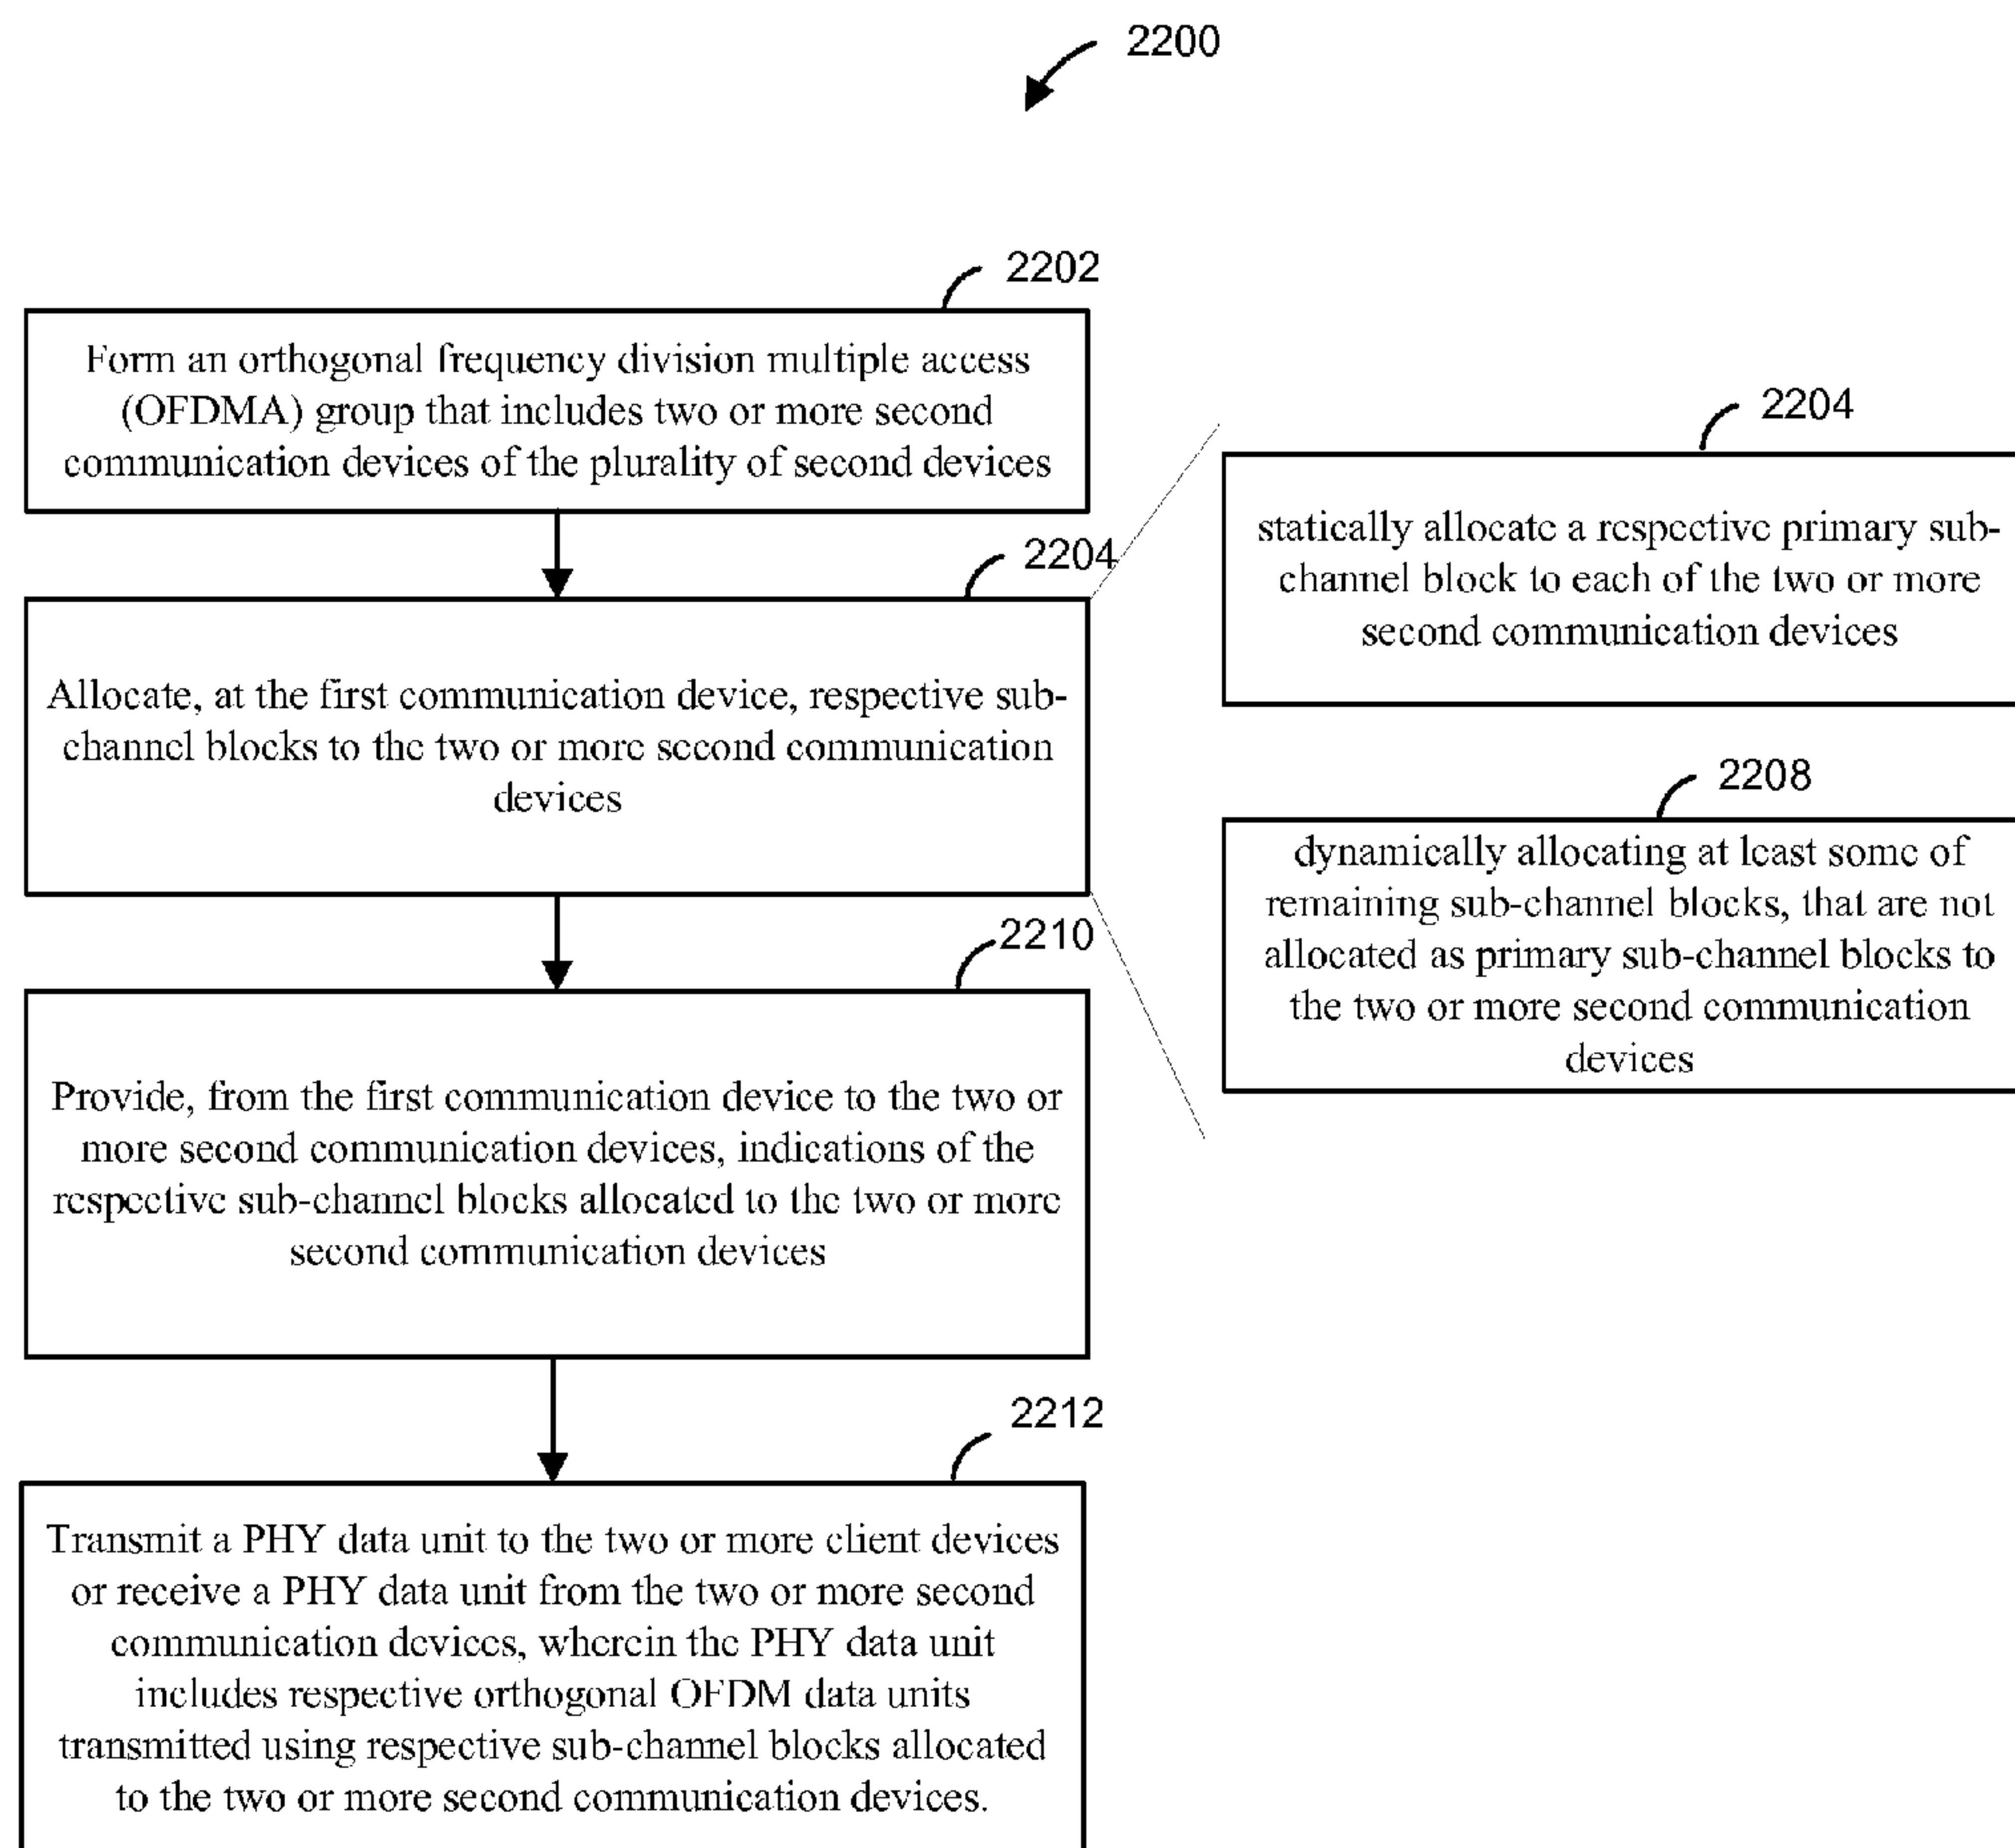 2200
2202
Form an orthogonal frequency division multiple access
(OFDMA) group that includes two or more second
communication devices of the plurality of second devices
2204
Allocate, at the first communication device, respective sub-
channel blocks to the two or more second communication
devices
2204
statically allocate a respective primary sub-
channel block to each of the two or more
second communication devices
2208
dynamically allocating at least some of
remaining sub-channel blocks, that are not
allocated as primary sub-channel blocks to
the two or more second communication
devices
2210
Provide, from the first communication device to the two or
more second communication devices, indications of the
respective sub-channel blocks allocated to the two or more
second communication devices
2212
Transmit a PHY data unit to the two or more client devices
or receive a PHY data unit from the two or more second
communication devices, wherein the PHY data unit
includes respective orthogonal OFDM data units
transmitted using respective sub-channel blocks allocated
to the two or more second communication devices.